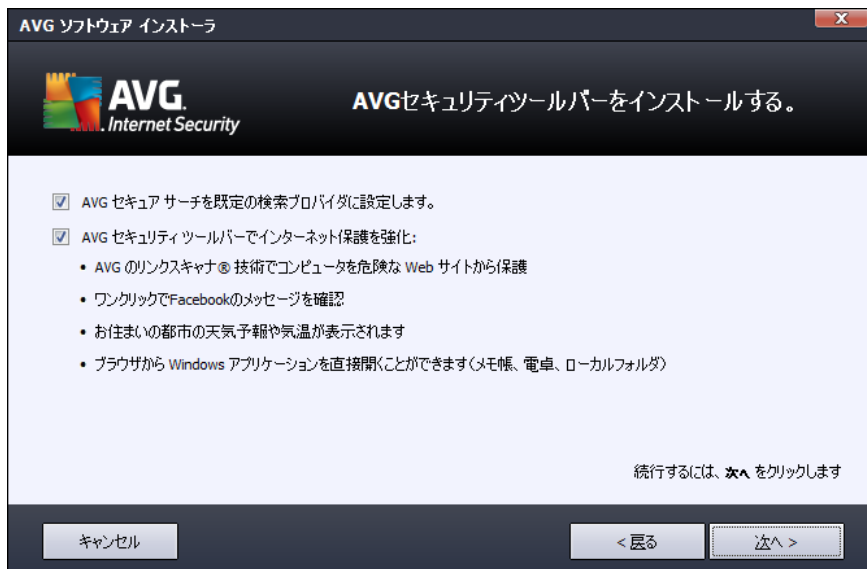 AVG ソフトウェア インストーラ
X
AVG.
Internet Security
AVGセキュリティツールバーをインストールする。
AVG セキュア サーチを既定の検索プロバイダに設定します。
AVG セキュリティ ツールバーでインターネット保護を強化:
• AVG のリンクスキャナ® 技術でコンピュータを危険な Web サイトから保護
• ワンクリックでFacebookのメッセージを確認
• お住まいの都市の天気予報や気温が表示されます
• ブラウザから Windows アプリケーションを直接開くことができます(メモ帳、電卓、ローカルフォルダ)
続行するには、次へ をクリックします
キャンセル
< 戻る
次へ >